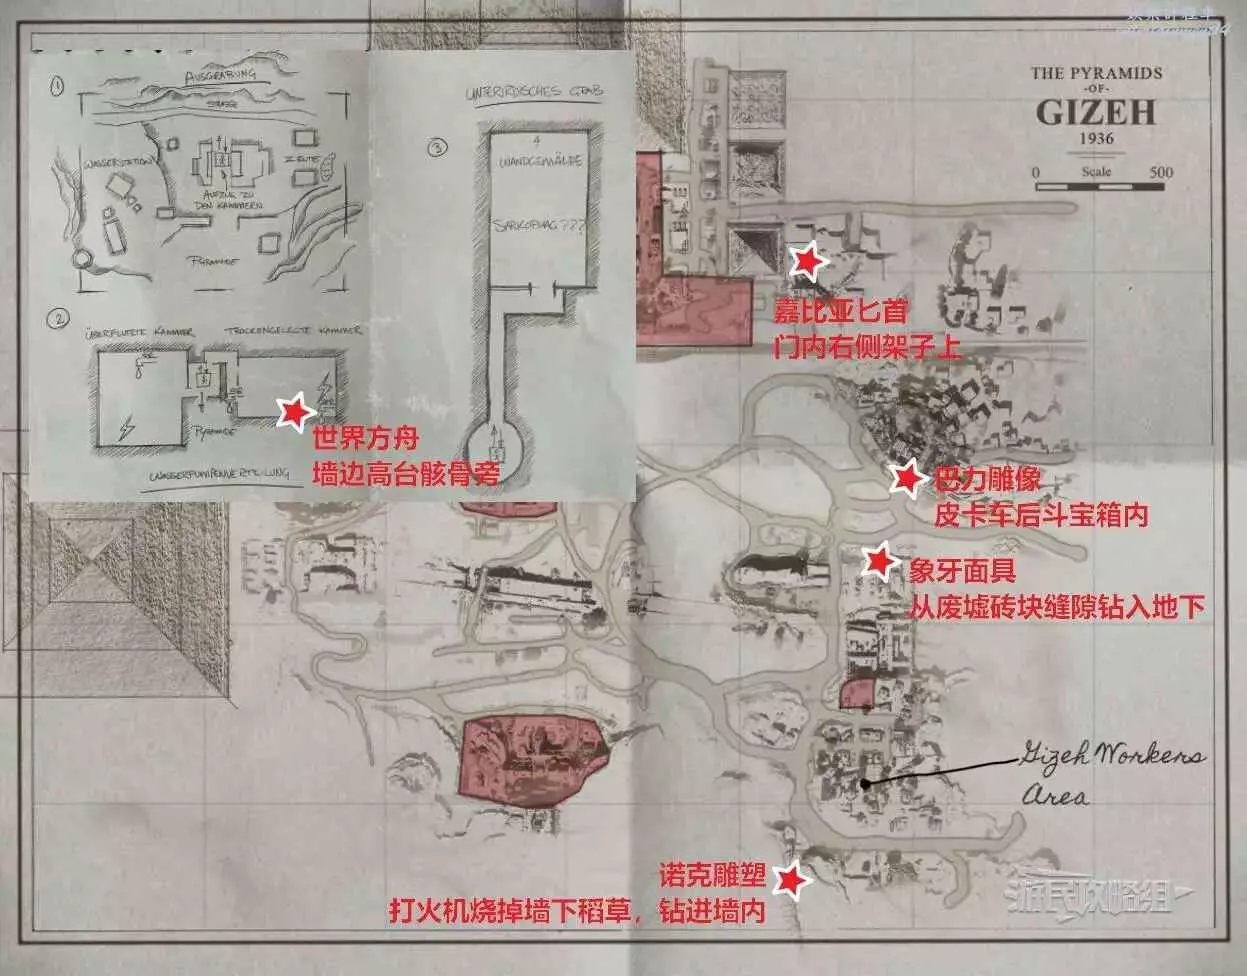 THE PYRAMIDS
-OF-
GIZEH
1936
0 Scale 500
1
AUSGRABUNG
STRASSE
WASSERSTATION
ZELTE
AUFZUG ZU
DEN KAMMERN
PYRAMIDE
2
ÜBERFLUTETE KAMMER
TROCKENGELEGTE KAMMER
PYRAMIDE
WASSERPUMPENVERTEILUNG
UNTERIRDISCHES GRAB
3
4
WANDGEMÄLDE
SARKOPHAG???
嘉比亚匕首
门内右侧架子上
世界方舟
墙边高台骸骨旁
巴力雕像
皮卡车后斗宝箱内
象牙面具
从废墟砖块缝隙钻入地下
Gizeh Workers
Area
诺克雕塑
打火机烧掉墙下稻草，钻进墙内
游民攻略组